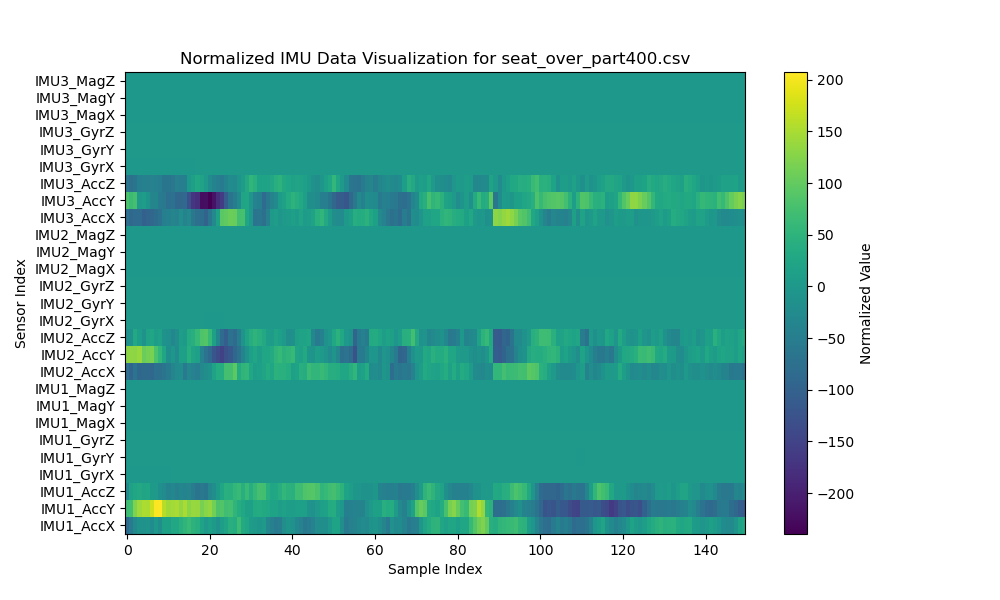 Normalized IMU Data Visualization for seat_over_part400.csv
IMU3_MagZ
IMU3_MagY
IMU3_MagX
IMU3_GyrZ
IMU3_GyrY
IMU3_GyrX
IMU3_AccZ
IMU3_AccY
IMU3_AccX
IMU2_MagZ
IMU2_MagY
IMU2_MagX
IMU2_GyrZ
IMU2_GyrY
IMU2_GyrX
IMU2_AccZ
IMU2_AccY
IMU2_AccX
IMU1_MagZ
IMU1_MagY
IMU1_MagX
IMU1_GyrZ
IMU1_GyrY
IMU1_GyrX
IMU1_AccZ
IMU1_AccY
IMU1_AccX
Sensor Index
0 20 40 60 80 100 120 140
Sample Index
200
150
100
50
0
−50
−100
−150
−200
Normalized Value